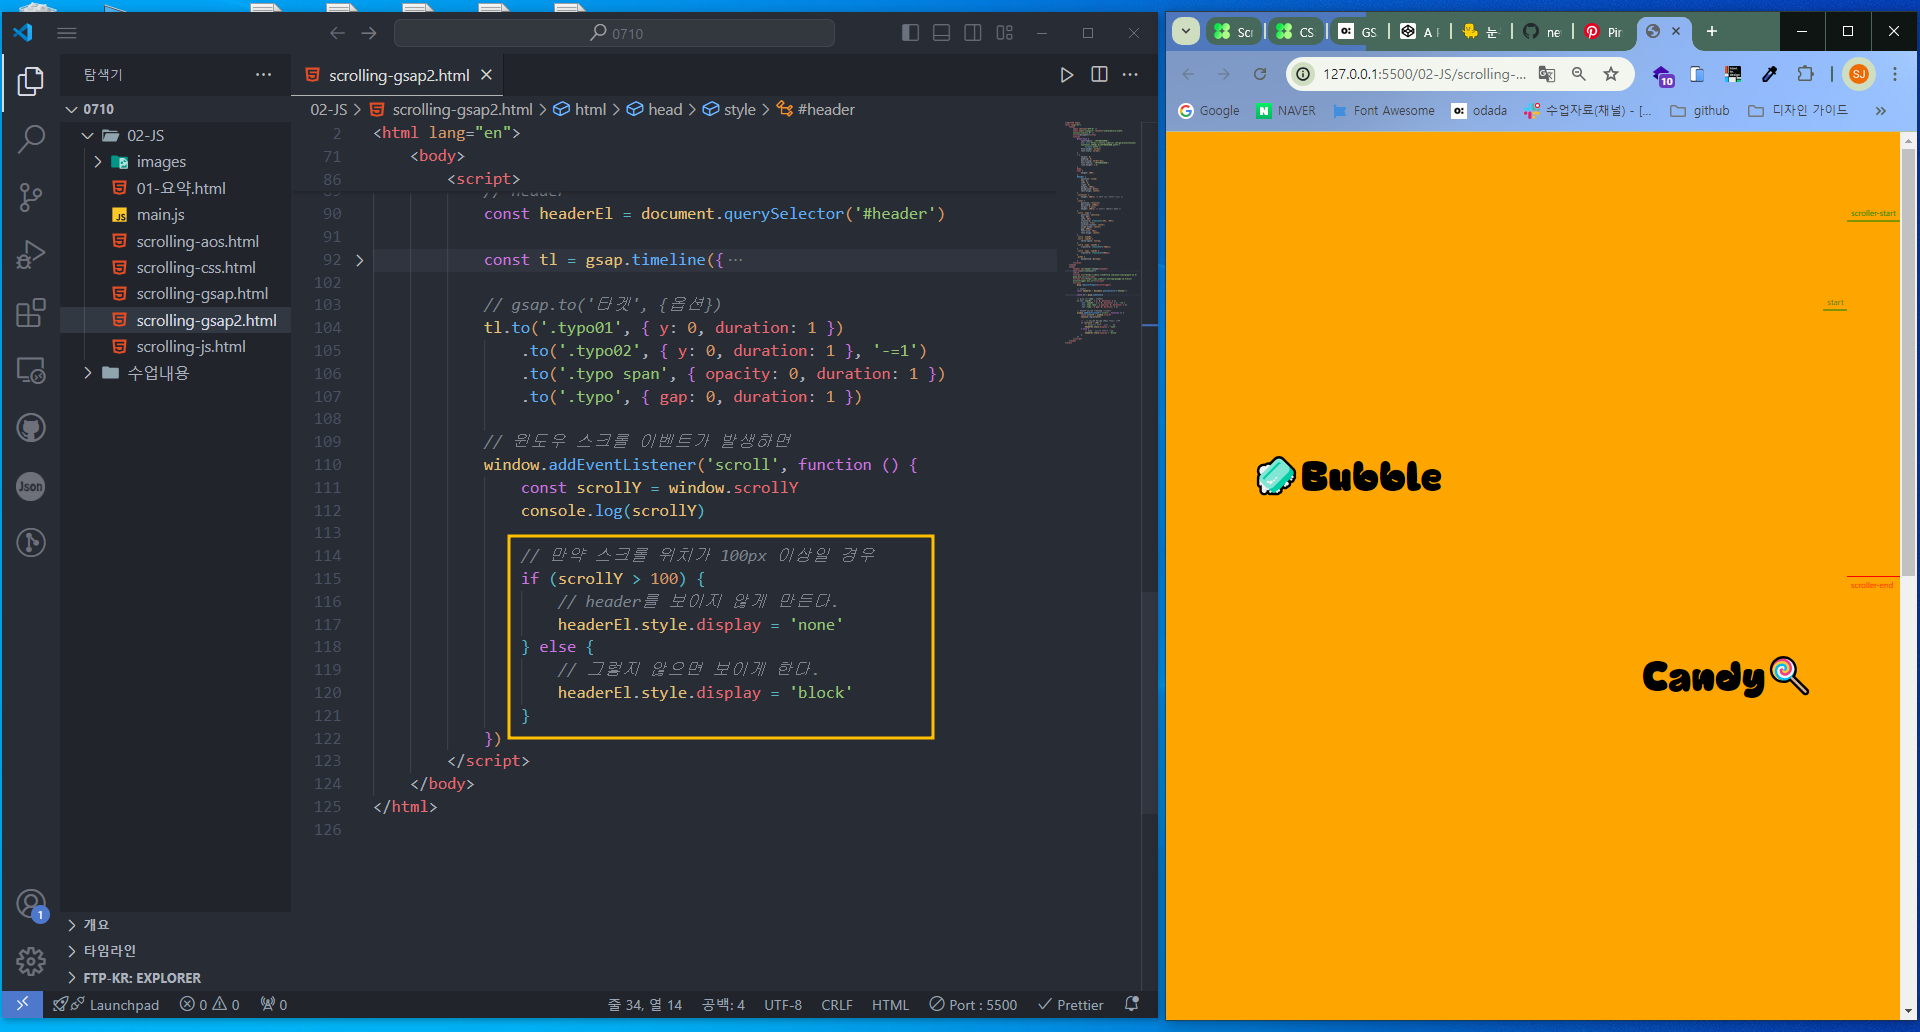 0710
탐색기
scrolling-gsap2.html
0710
02-JS
images
01-요약.html
main.js
scrolling-aos.html
scrolling-css.html
scrolling-gsap.html
scrolling-gsap2.html
scrolling-js.html
수업내용
개요
타임라인
FTP-KR: EXPLORER
02-JS > scrolling-gsap2.html > html > head > style > #header
2 <html lang="en">
71 <body>
86 <script>
// header
90 const headerEl = document.querySelector('#header')
91
92 const tl = gsap.timeline({ ···
102
103 // gsap.to('타겟', {옵션})
104 tl.to('.typo01', { y: 0, duration: 1 })
105 .to('.typo02', { y: 0, duration: 1 }, '-=1')
106 .to('.typo span', { opacity: 0, duration: 1 })
107 .to('.typo', { gap: 0, duration: 1 })
108
109 // 윈도우 스크롤 이벤트가 발생하면
110 window.addEventListener('scroll', function () {
111 const scrollY = window.scrollY
112 console.log(scrollY)
113
114 // 만약 스크롤 위치가 100px 이상일 경우
115 if (scrollY > 100) {
116 // header를 보이지 않게 만든다.
117 headerEl.style.display = 'none'
118 } else {
119 // 그렇지 않으면 보이게 한다.
120 headerEl.style.display = 'block'
121 }
122 })
123 </script>
124 </body>
125 </html>
126
Json
1
Launchpad 0 0 0
줄 34, 열 14 공백: 4 UTF-8 CRLF HTML Port : 5500 Prettier
Scr CS GS A ne Pir
127.0.0.1:5500/02-JS/scrolling-...
10
SJ
Google NAVER Font Awesome odada 수업자료(채널) - [... github 디자인 가이드
scroller-start
start
Bubble
scroller-end
Candy